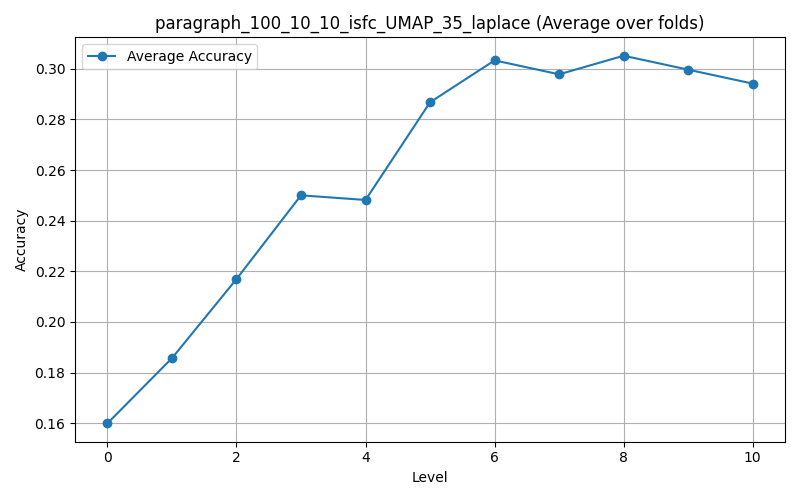 paragraph_100_10_10_isfc_UMAP_35_laplace (Average over folds)
Average Accuracy
0.30
0.28
0.26
0.24
0.22
0.20
0.18
0.16
Accuracy
0 2 4 6 8 10
Level